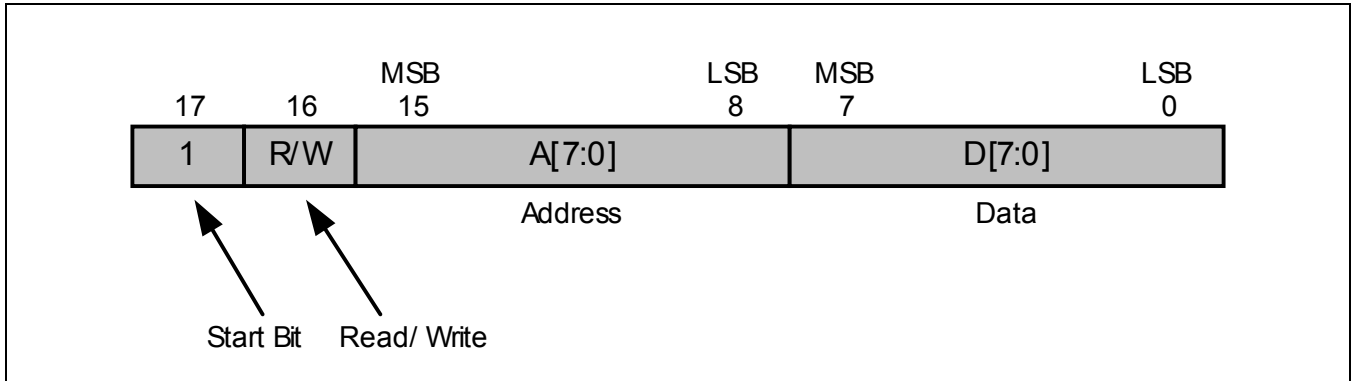 MSB LSB MSB LSB
17 16 15 8 7 0
1 R/W A[7:0] D[7:0]
Address Data
Start Bit Read/ Write